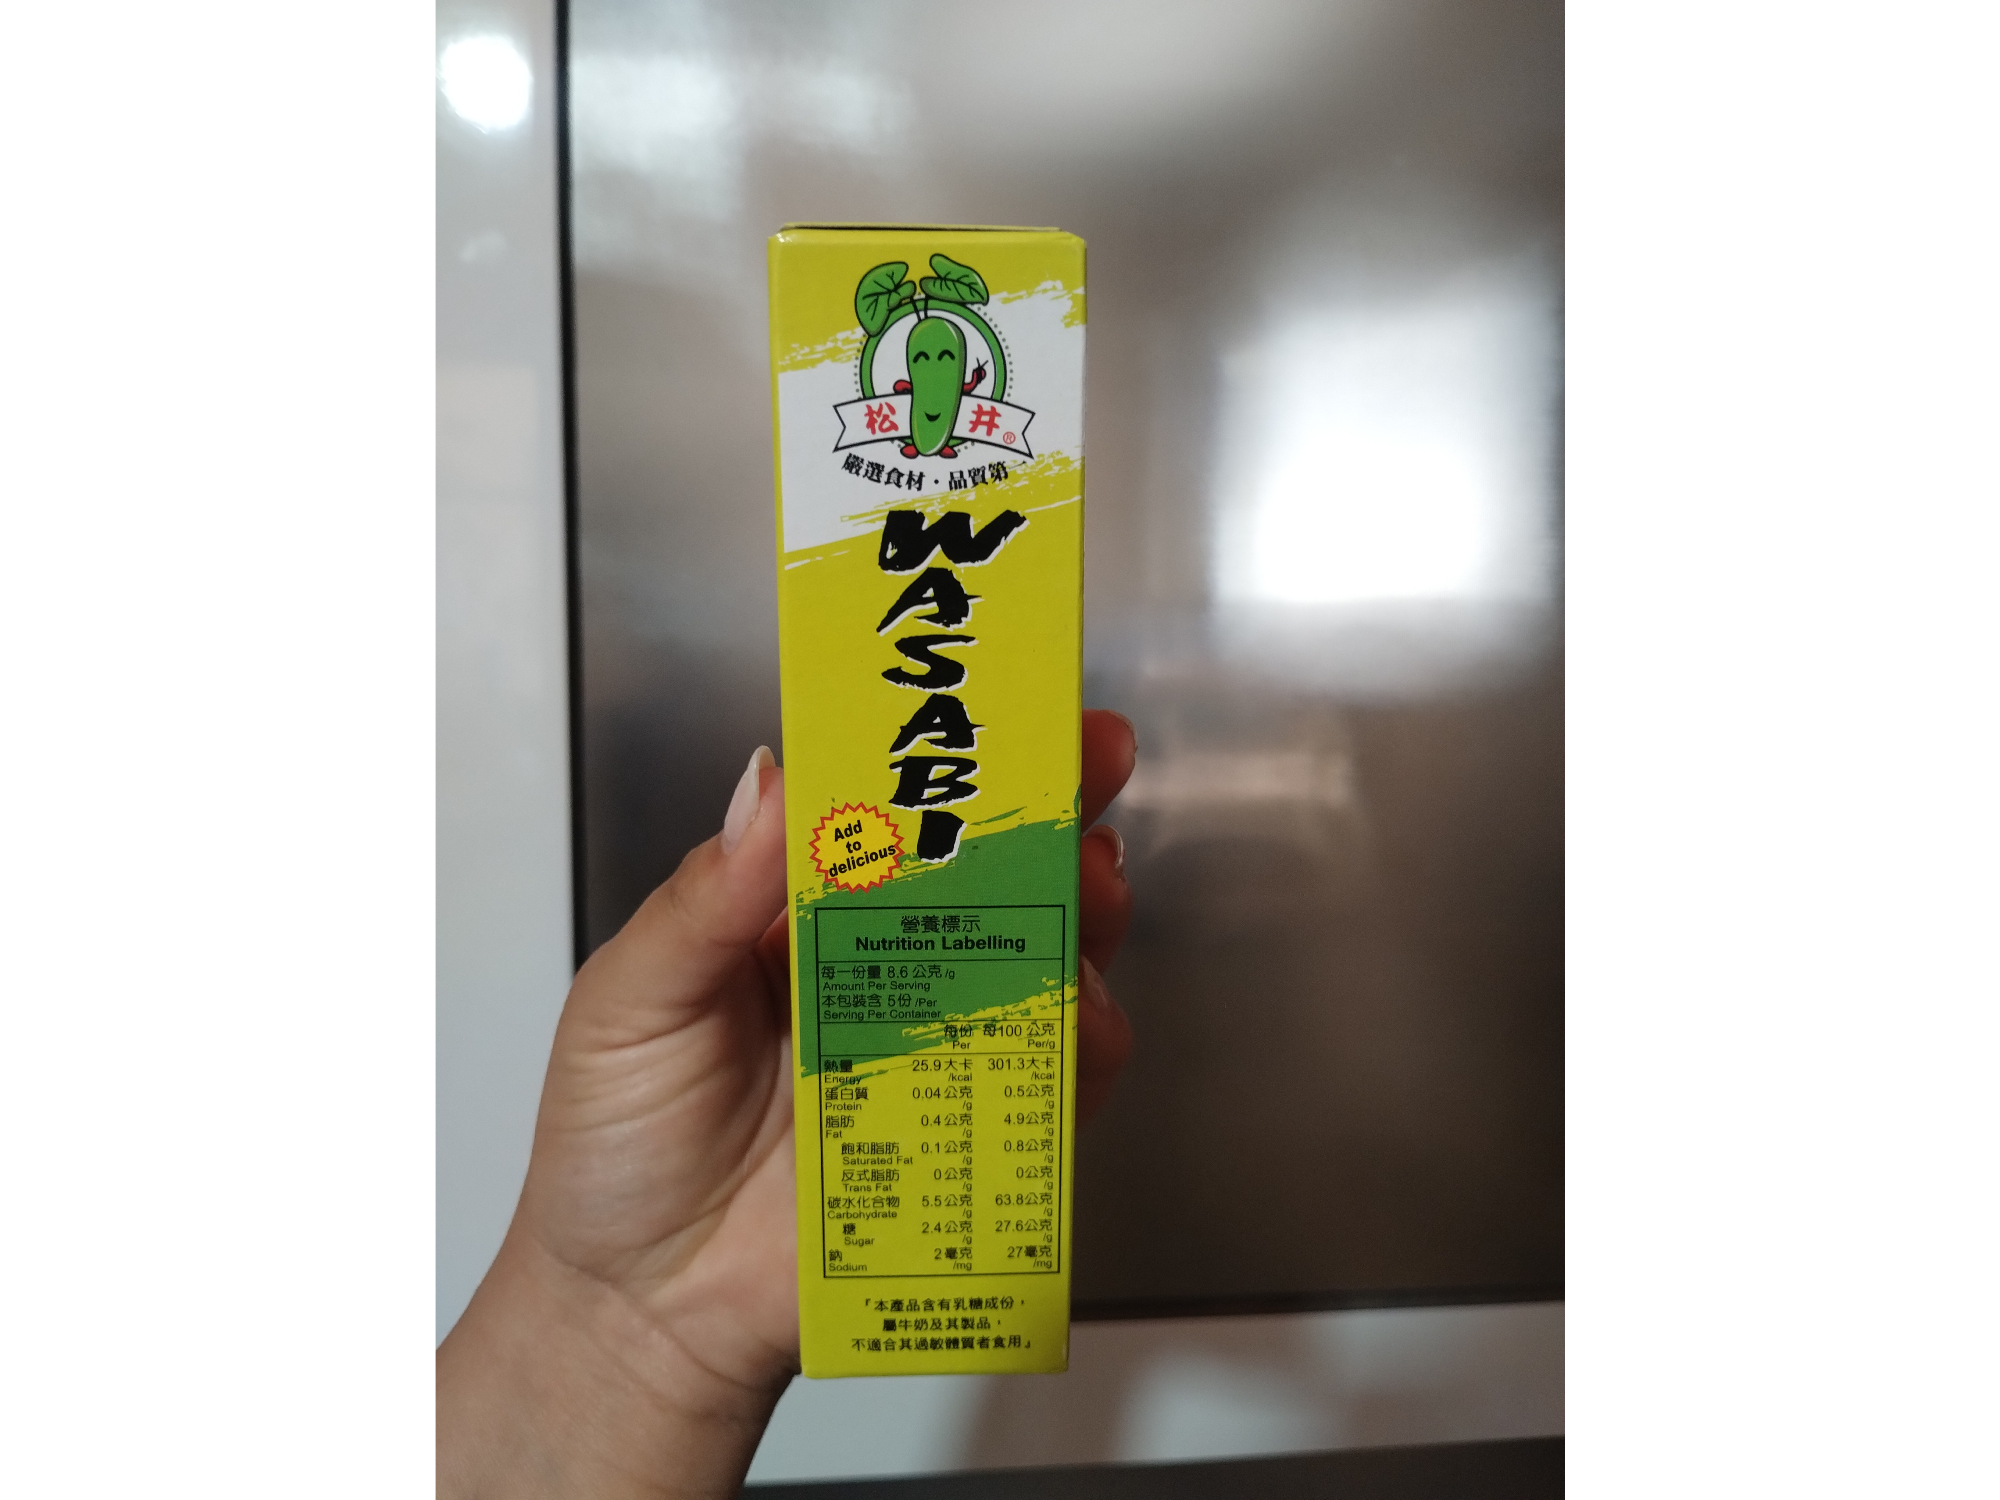 松井®
嚴選食材・品質第一
WASABI
Add
to
delicious
營養標示
Nutrition Labelling
每一份量 8.6 公克/g
Amount Per Serving
本包裝含 5份/Per
Serving Per Container
每份 每100 公克
Per Per/g
熱量 25.9大卡 301.3大卡
Energy /kcal /kcal
蛋白質 0.04公克 0.5公克
Protein /g /g
脂肪 0.4公克 4.9公克
Fat /g /g
飽和脂肪 0.1公克 0.8公克
Saturated Fat /g /g
反式脂肪 0公克 0公克
Trans Fat /g /g
碳水化合物 5.5公克 63.8公克
Carbohydrate /g /g
糖 2.4公克 27.6公克
Sugar /g /g
鈉 2毫克 27毫克
Sodium /mg /mg
『本產品含有乳糖成份，
屬牛奶及其製品，
不適合其過敏體質者食用』